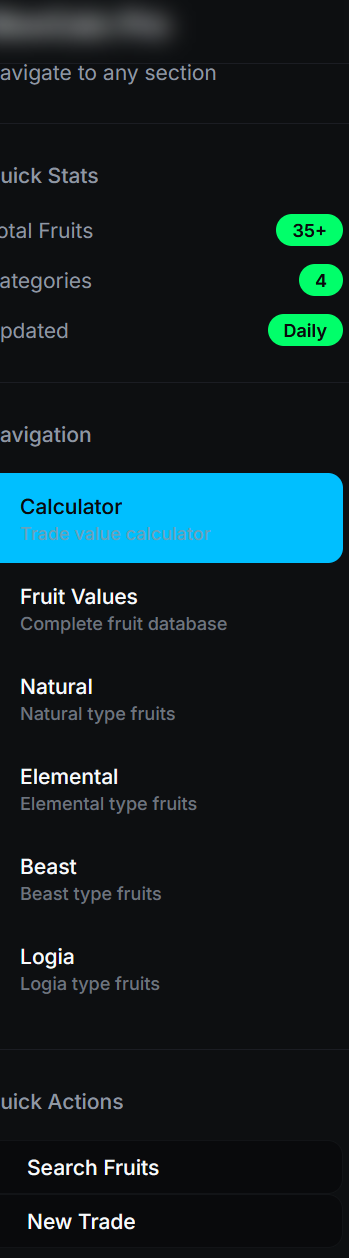 avigate to any section
uick Stats
otal Fruits 35+
ategories 4
pdated Daily
avigation
Calculator
Trade value calculator
Fruit Values
Complete fruit database
Natural
Natural type fruits
Elemental
Elemental type fruits
Beast
Beast type fruits
Logia
Logia type fruits
uick Actions
Search Fruits
New Trade